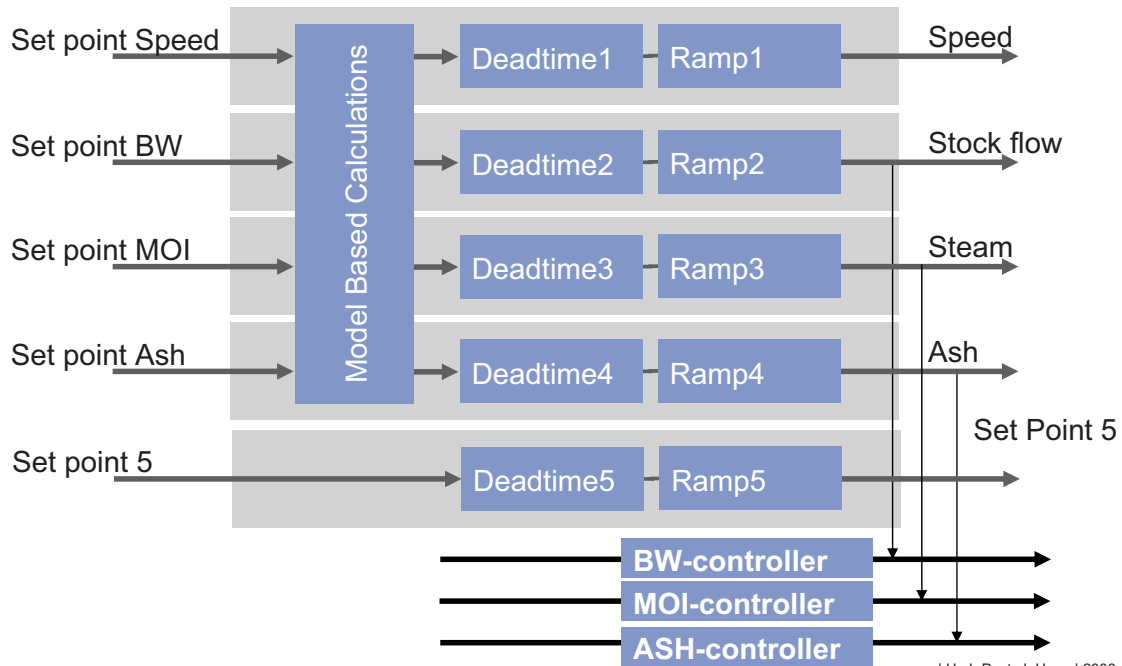 Set point Speed
Model Based Calculations
Deadtime1
Ramp1
Speed
Set point BW
Deadtime2
Ramp2
Stock flow
Set point MOI
Deadtime3
Ramp3
Steam
Set point Ash
Deadtime4
Ramp4
Ash
Set Point 5
Set point 5
Deadtime5
Ramp5
BW-controller
MOI-controller
ASH-controller